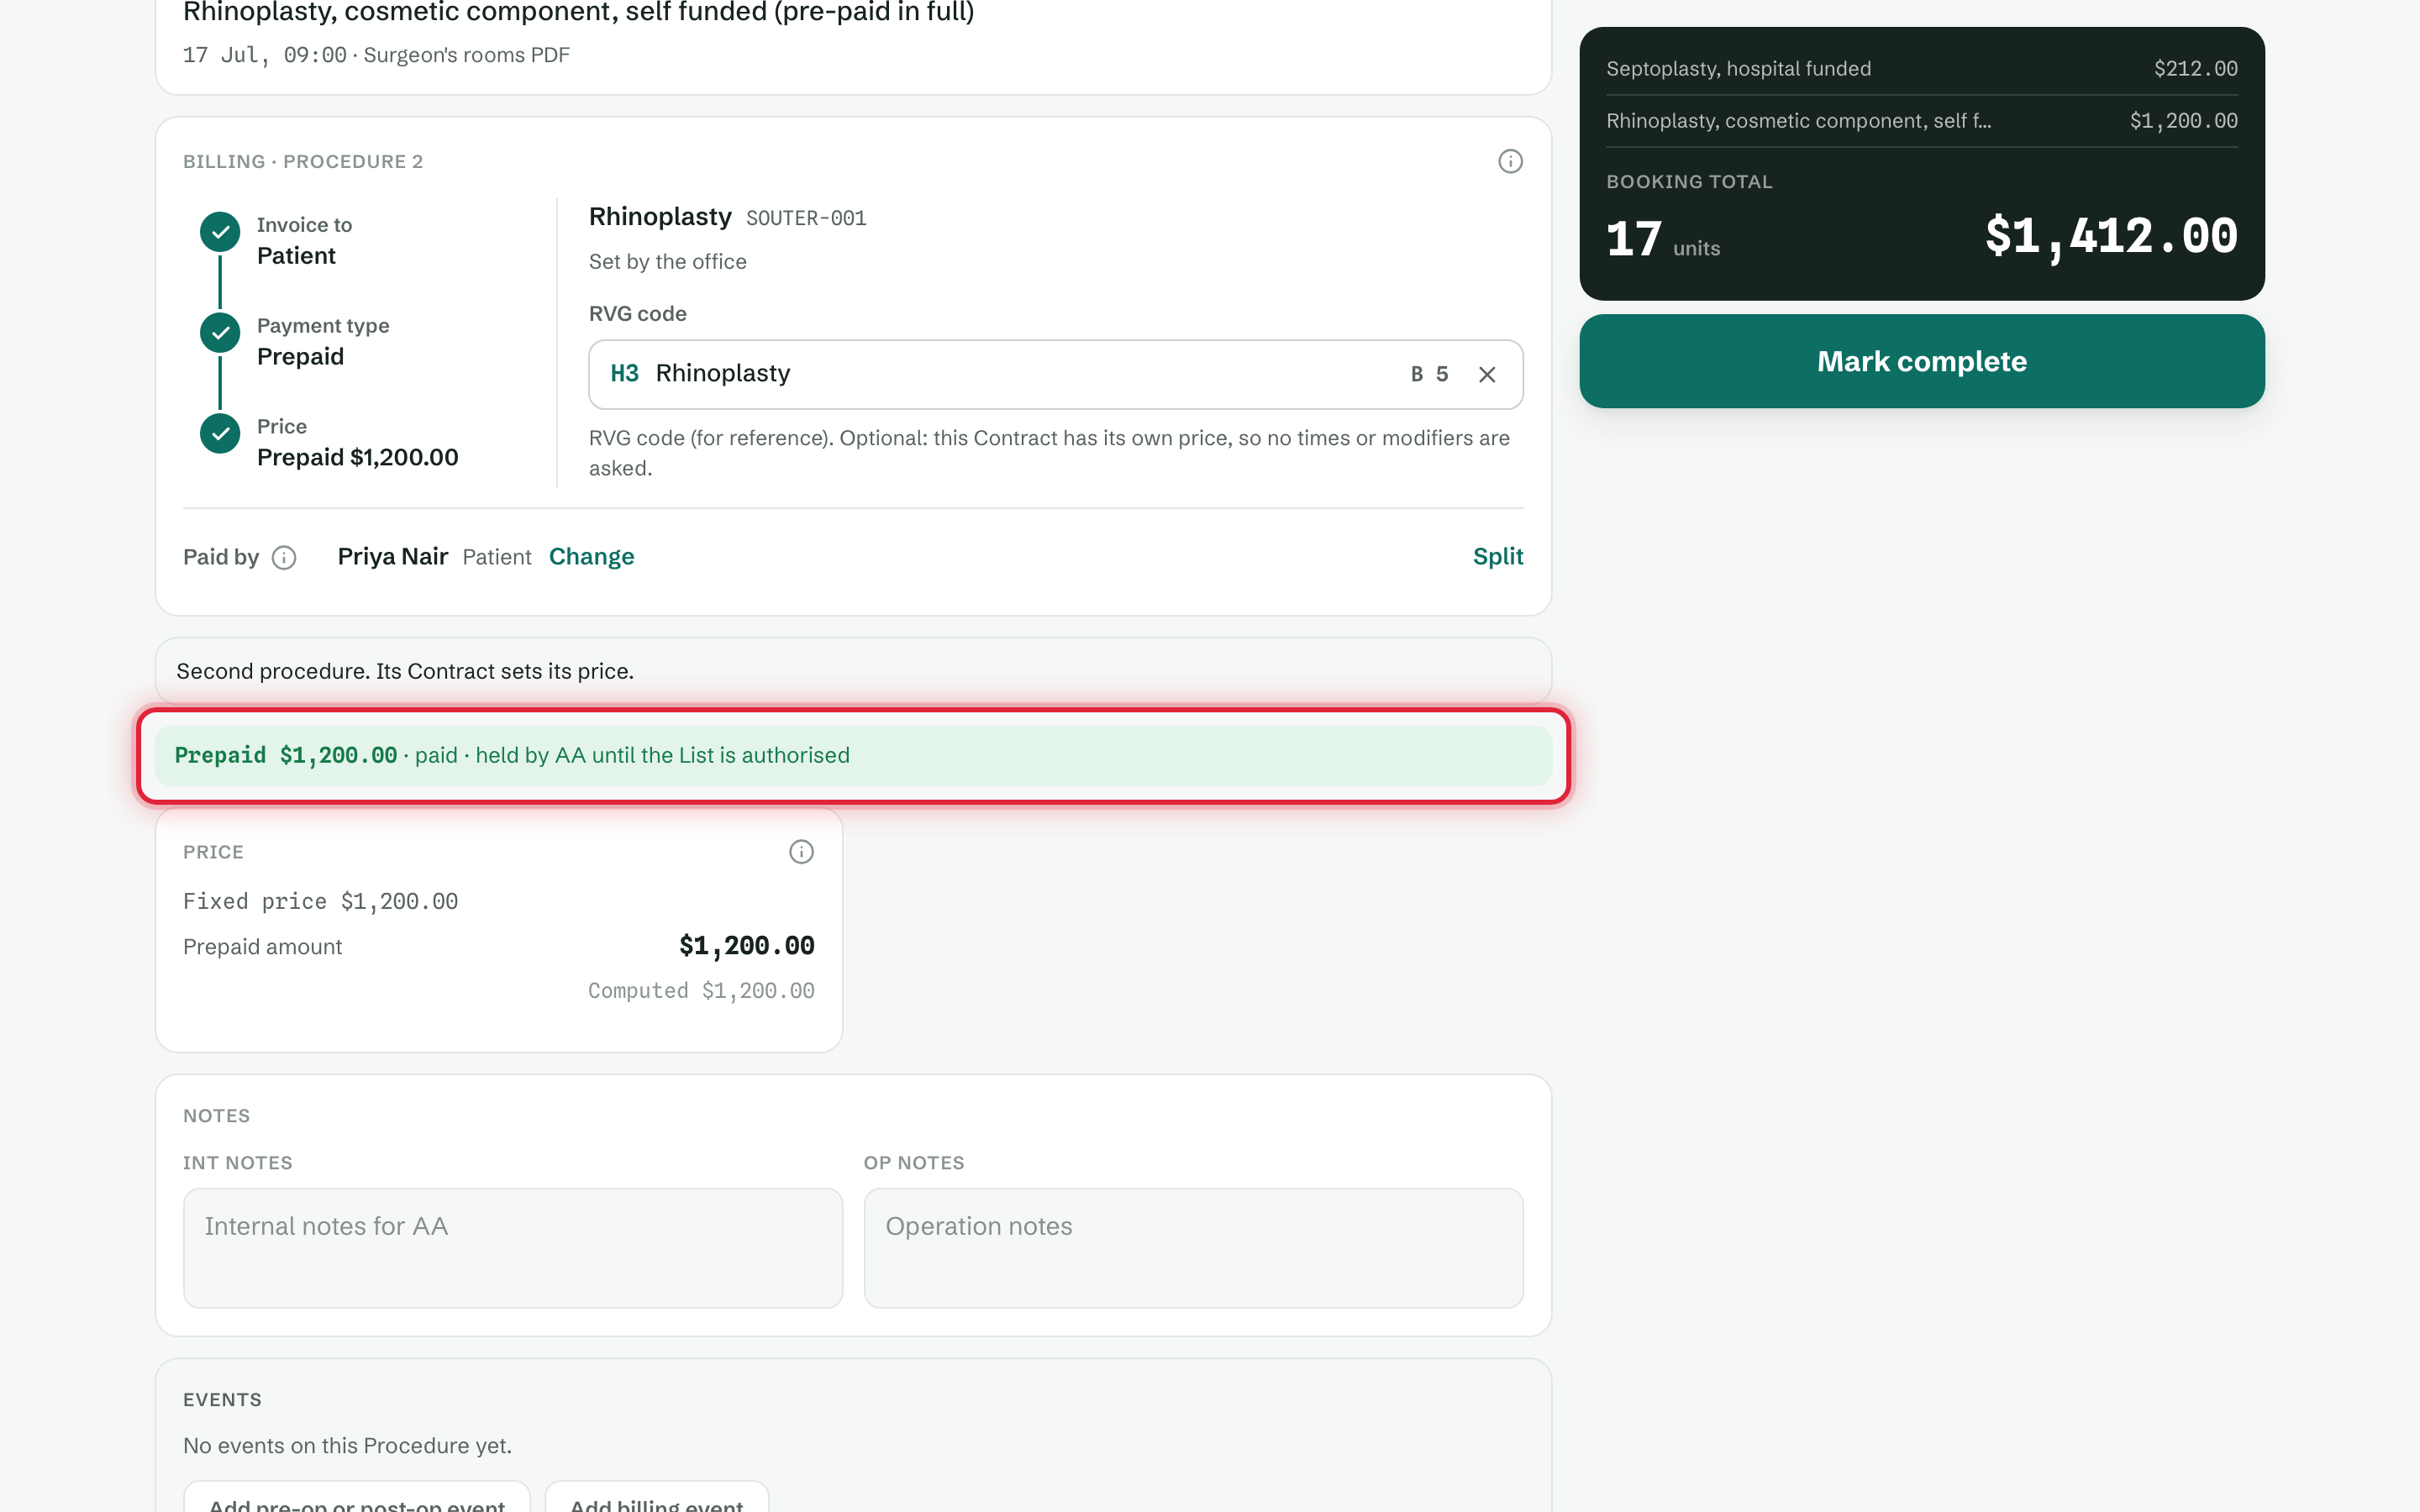 Rhinoplasty, cosmetic component, self funded (pre-paid in full)
17 Jul, 09:00 · Surgeon's rooms PDF
BILLING · PROCEDURE 2
Invoice to
Patient
Payment type
Prepaid
Price
Prepaid $1,200.00
Rhinoplasty SOUTER-001
Set by the office
RVG code
H3 Rhinoplasty B 5
RVG code (for reference). Optional: this Contract has its own price, so no times or modifiers are
asked.
Paid by Priya Nair Patient Change Split
Second procedure. Its Contract sets its price.
Prepaid $1,200.00 · paid · held by AA until the List is authorised
PRICE
Fixed price $1,200.00
Prepaid amount $1,200.00
Computed $1,200.00
NOTES
INT NOTES
Internal notes for AA
OP NOTES
Operation notes
EVENTS
No events on this Procedure yet.
Add pre-op or post-op event
Add billing event
Septoplasty, hospital funded $212.00
Rhinoplasty, cosmetic component, self f... $1,200.00
BOOKING TOTAL
17 units $1,412.00
Mark complete